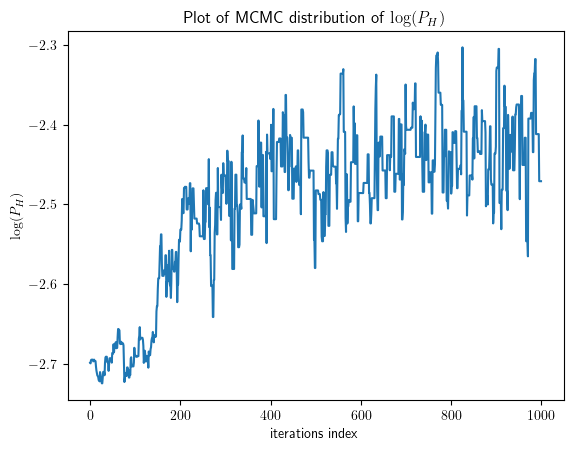 Plot of MCMC distribution of log(P_H)
log(P_H)
−2.3
−2.4
−2.5
−2.6
−2.7
0 200 400 600 800 1000
iterations index